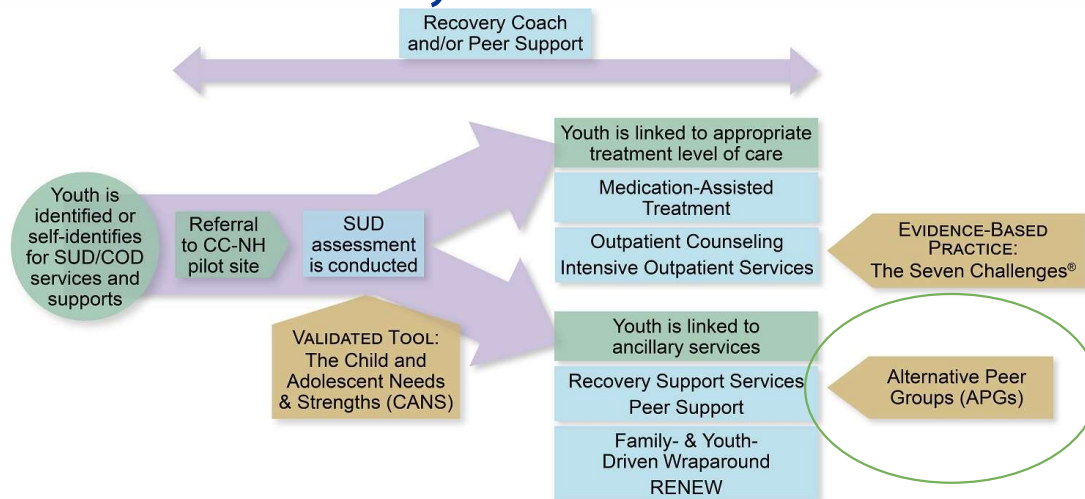 Recovery Coach
and/or Peer Support
Youth is
identified or
self-identifies
for SUD/COD
services and
supports
Referral
to CC-NH
pilot site
SUD
assessment
is conducted
VALIDATED TOOL:
The Child and
Adolescent Needs
& Strengths (CANS)
Youth is linked to appropriate
treatment level of care
Medication-Assisted
Treatment
Outpatient Counseling
Intensive Outpatient Services
EVIDENCE-BASED
PRACTICE:
The Seven Challenges®
Youth is linked to
ancillary services
Recovery Support Services
Peer Support
Family- & Youth-
Driven Wraparound
RENEW
Alternative Peer
Groups (APGs)